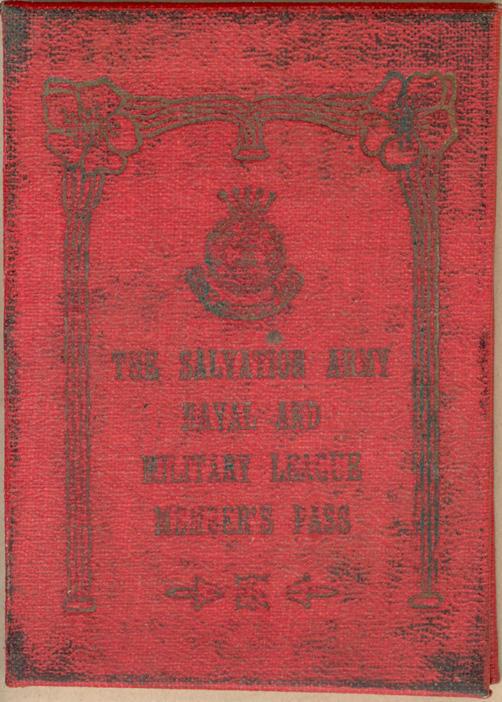 THE SALVATION ARMY
NAVAL AND
MILITARY LEAGUE
MEMBER'S PASS